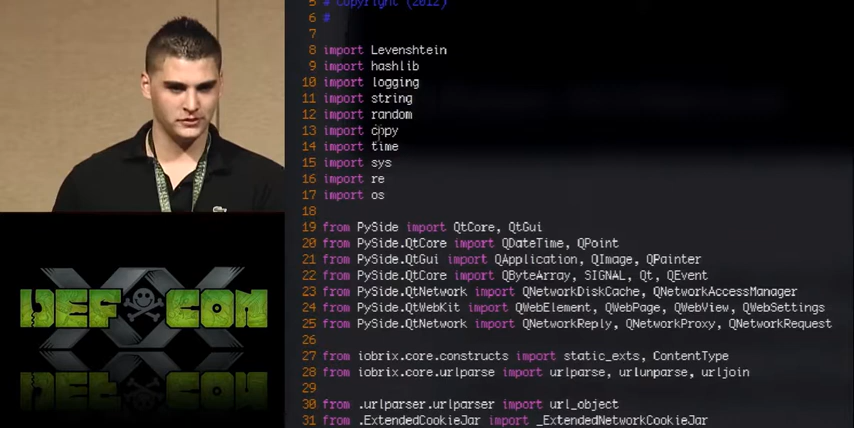 5 # Copyright (2012)
6 #
7
8 import Levenshtein
9 import hashlib
10 import logging
11 import string
12 import random
13 import copy
14 import time
15 import sys
16 import re
17 import os
18
19 from PySide import QtCore, QtGui
20 from PySide.QtCore import QDateTime, QPoint
21 from PySide.QtGui import QApplication, QImage, QPainter
22 from PySide.QtCore import QByteArray, SIGNAL, Qt, QEvent
23 from PySide.QtNetwork import QNetworkDiskCache, QNetworkAccessManager
24 from PySide.QtWebKit import QWebElement, QWebPage, QWebView, QWebSettings
25 from PySide.QtNetwork import QNetworkReply, QNetworkProxy, QNetworkRequest
26
27 from iobrix.core.constructs import static_exts, ContentType
28 from iobrix.core.urlparse import urlparse, urlunparse, urljoin
29
30 from .urlparser.urlparser import url_object
31 from .ExtendedCookieJar import _ExtendedNetworkCookieJar
XX
DEF CON